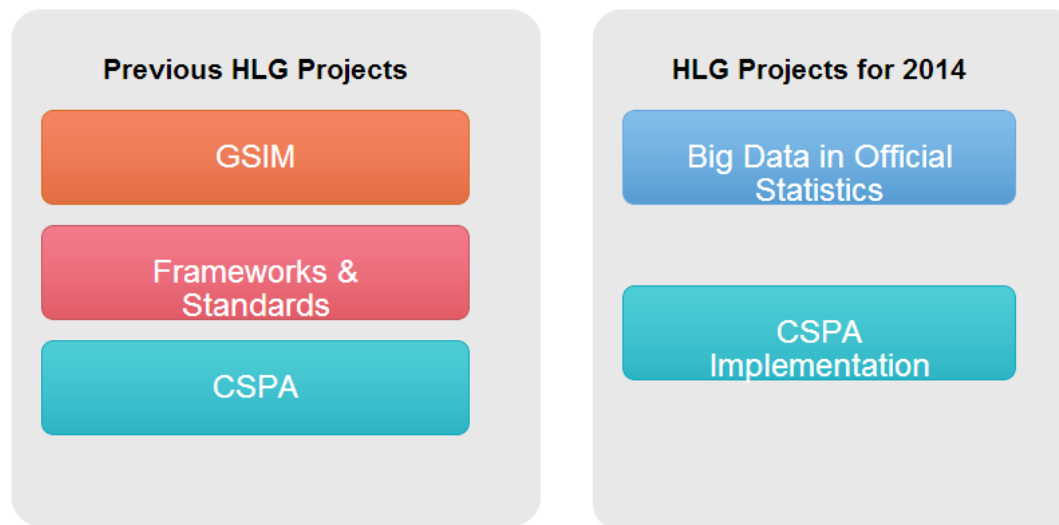 Previous HLG Projects
GSIM
Frameworks &
Standards
CSPA
HLG Projects for 2014
Big Data in Official
Statistics
CSPA
Implementation